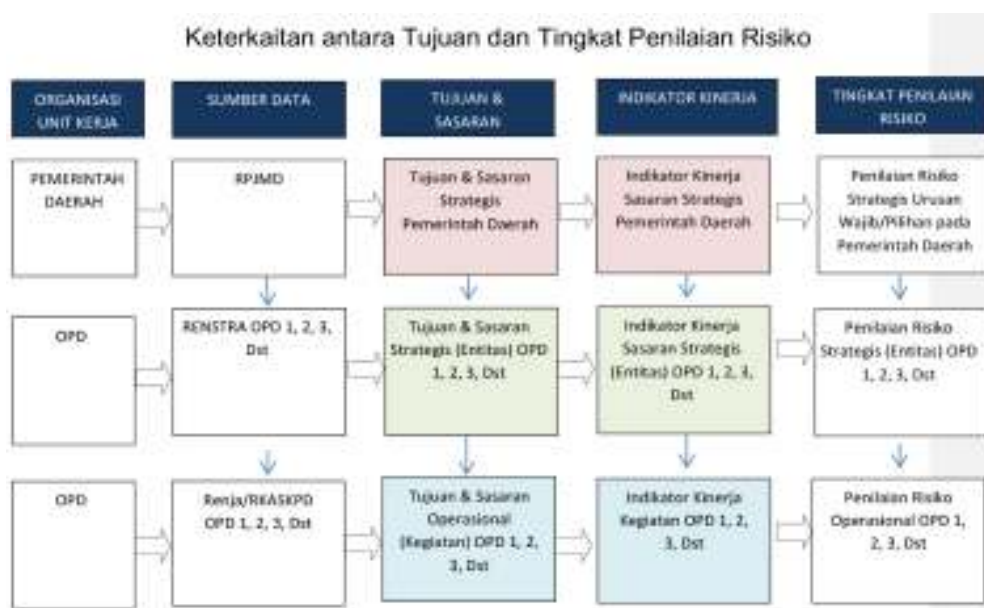 Keterkaitan antara Tujuan dan Tingkat Penilaian Risiko
ORGANISASI
UNIT KERJA
SUMBER DATA
TUJUAN &
SASARAN
INDIKATOR KINERJA
TINGKAT PENILAIAN
RISIKO
PEMERINTAH
DAERAH
RPJMD
Tujuan & Sasaran
Strategis
Pemerintah Daerah
Indikator Kinerja
Sasaran Strategis
Pemerintah Daerah
Penilaian Risiko
Strategis Urusan
Wajib/Pilihan pada
Pemerintah Daerah
OPD
RENSTRA OPD 1, 2, 3,
Dst
Tujuan & Sasaran
Strategis (Entitas) OPD
1, 2, 3, Dst
Indikator Kinerja
Sasaran Strategis
(Entitas) OPD 1, 2, 3,
Dst
Penilaian Risiko
Strategis (Entitas) OPD
1, 2, 3, Dst
OPD
Renja/RKASKPD
OPD 1, 2, 3, Dst
Tujuan & Sasaran
Operasional
(Kegiatan) OPD 1, 2,
3, Dst
Indikator Kinerja
Kegiatan OPD 1, 2,
3, Dst
Penilaian Risiko
Operasional OPD 1,
2, 3, Dst